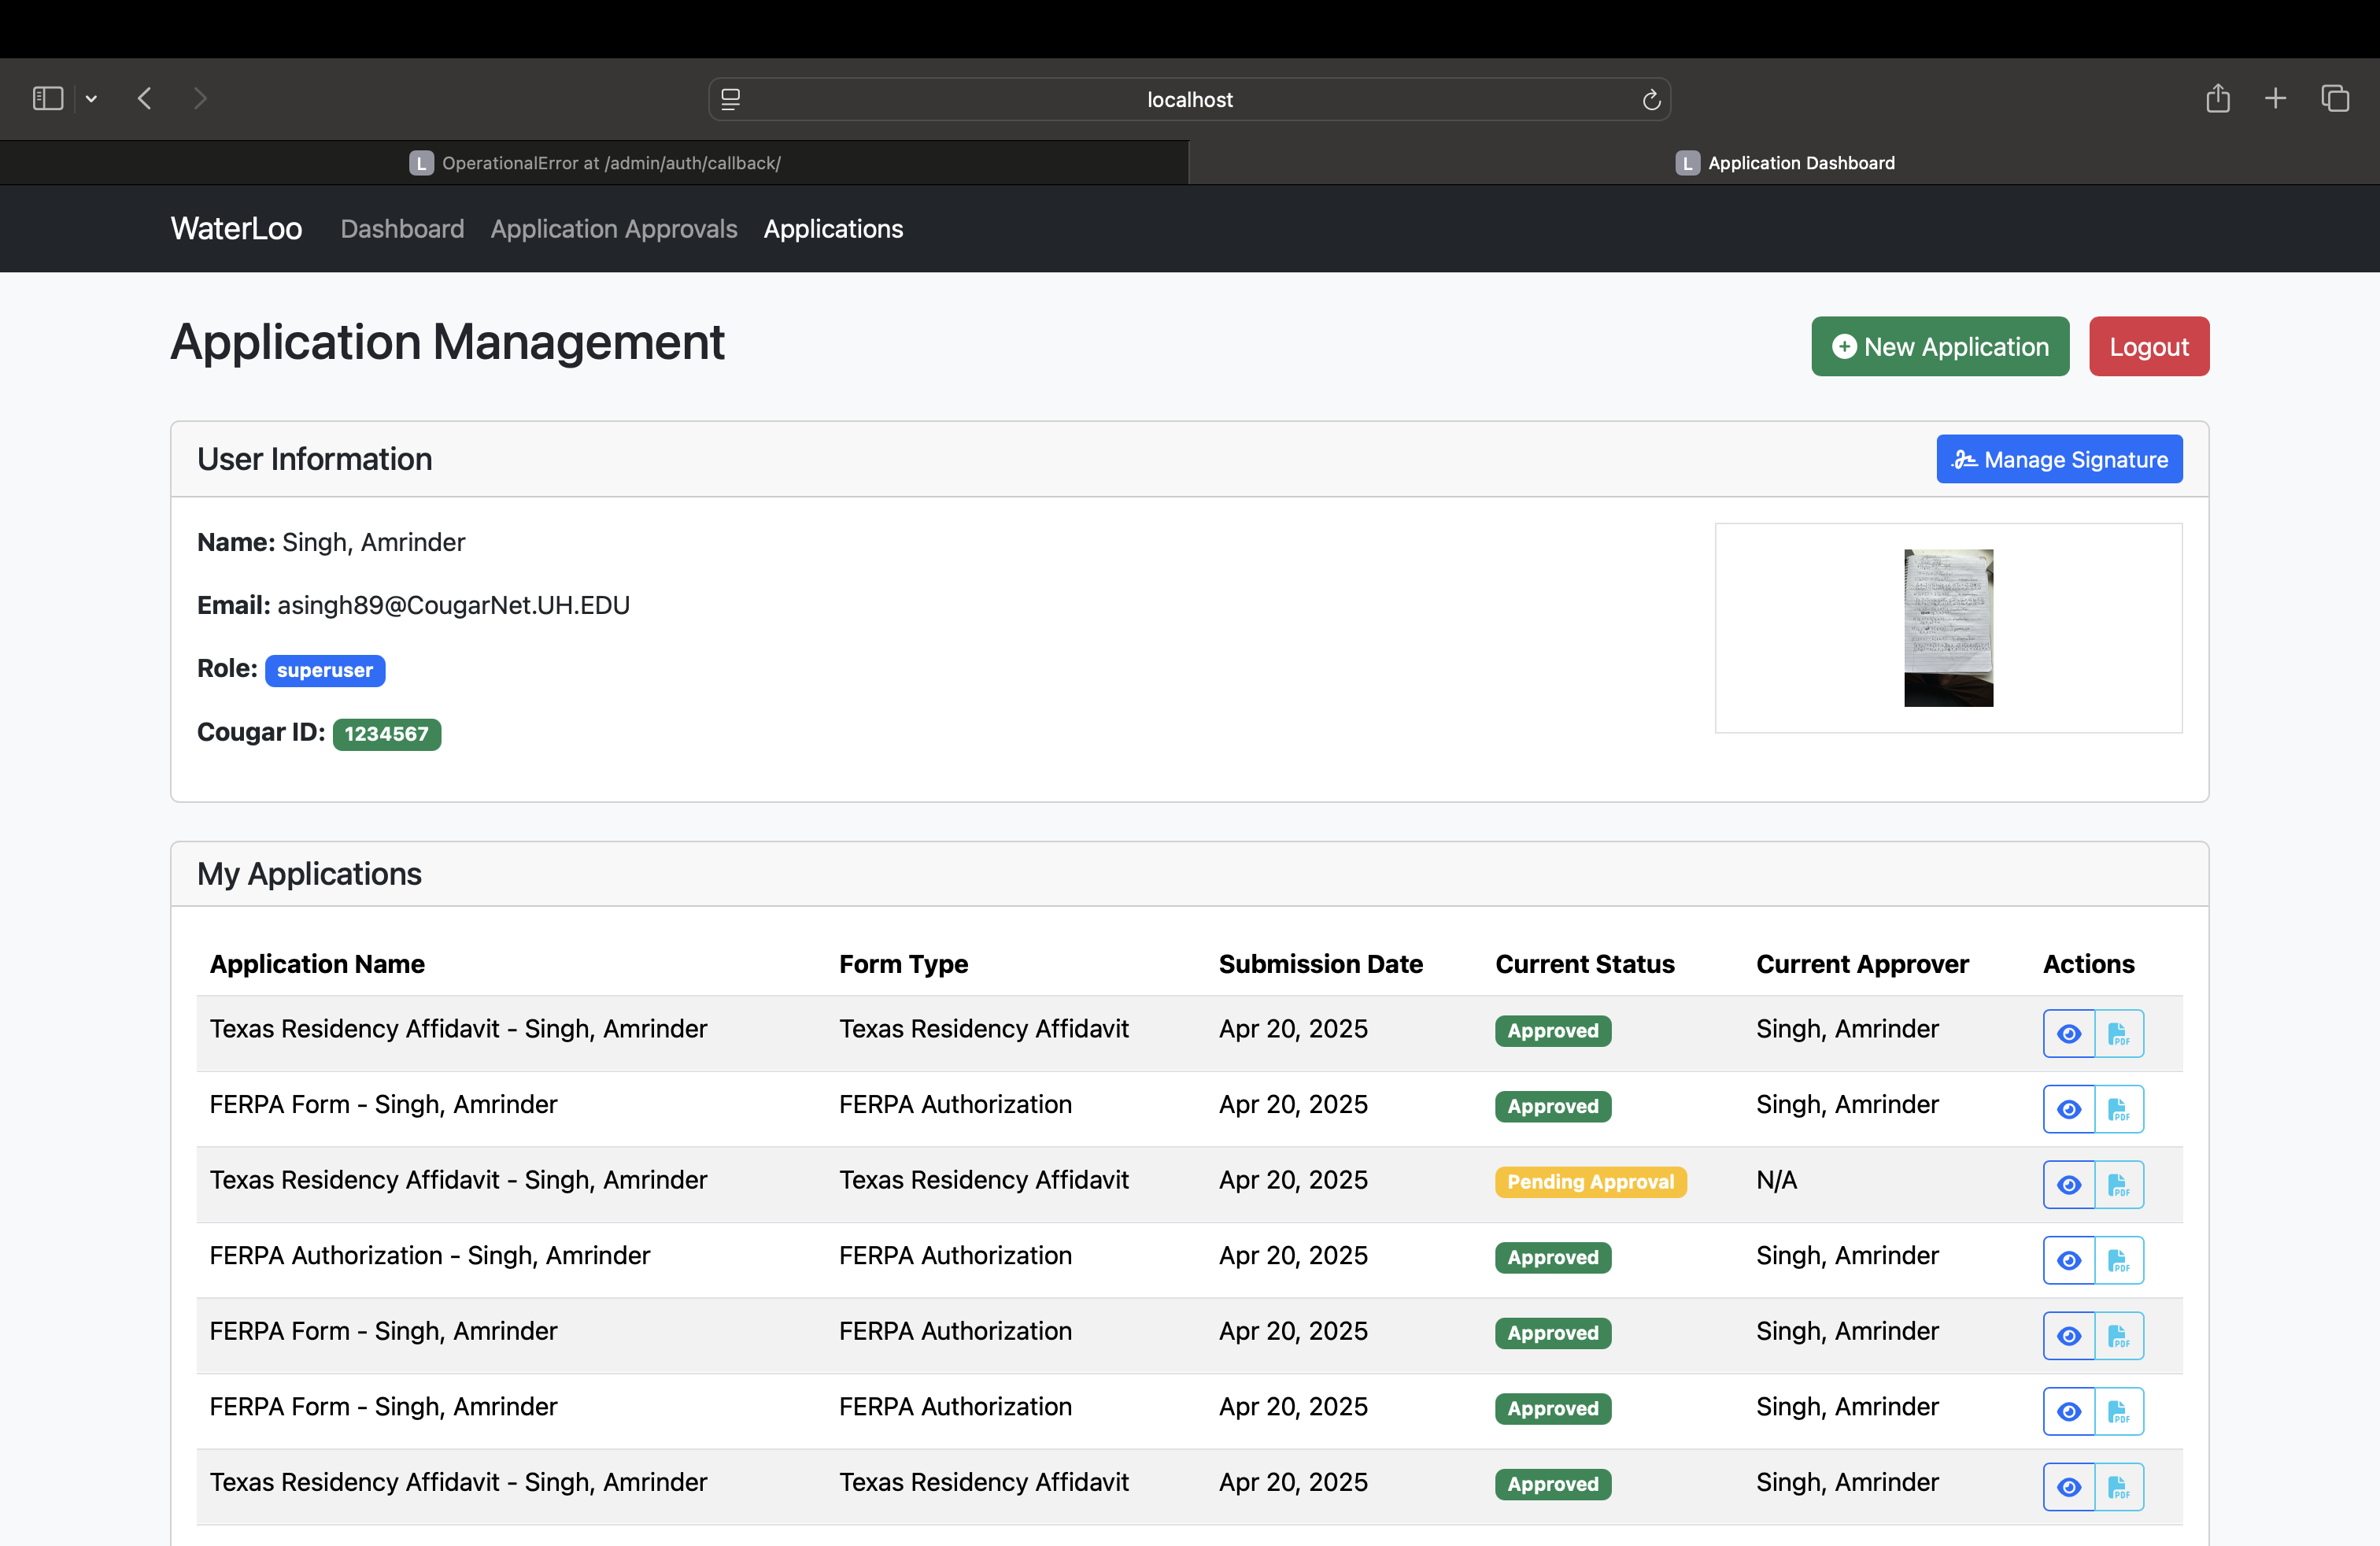 localhost
L OperationalError at /admin/auth/callback/
L Application Dashboard
WaterLoo Dashboard Application Approvals Applications
Application Management
New Application
Logout
User Information
Manage Signature
Name: Singh, Amrinder
Email: asingh89@CougarNet.UH.EDU
Role: superuser
Cougar ID: 1234567
My Applications
Application Name Form Type Submission Date Current Status Current Approver Actions
Texas Residency Affidavit - Singh, Amrinder Texas Residency Affidavit Apr 20, 2025 Approved Singh, Amrinder PDF
FERPA Form - Singh, Amrinder FERPA Authorization Apr 20, 2025 Approved Singh, Amrinder PDF
Texas Residency Affidavit - Singh, Amrinder Texas Residency Affidavit Apr 20, 2025 Pending Approval N/A PDF
FERPA Authorization - Singh, Amrinder FERPA Authorization Apr 20, 2025 Approved Singh, Amrinder PDF
FERPA Form - Singh, Amrinder FERPA Authorization Apr 20, 2025 Approved Singh, Amrinder PDF
FERPA Form - Singh, Amrinder FERPA Authorization Apr 20, 2025 Approved Singh, Amrinder PDF
Texas Residency Affidavit - Singh, Amrinder Texas Residency Affidavit Apr 20, 2025 Approved Singh, Amrinder PDF